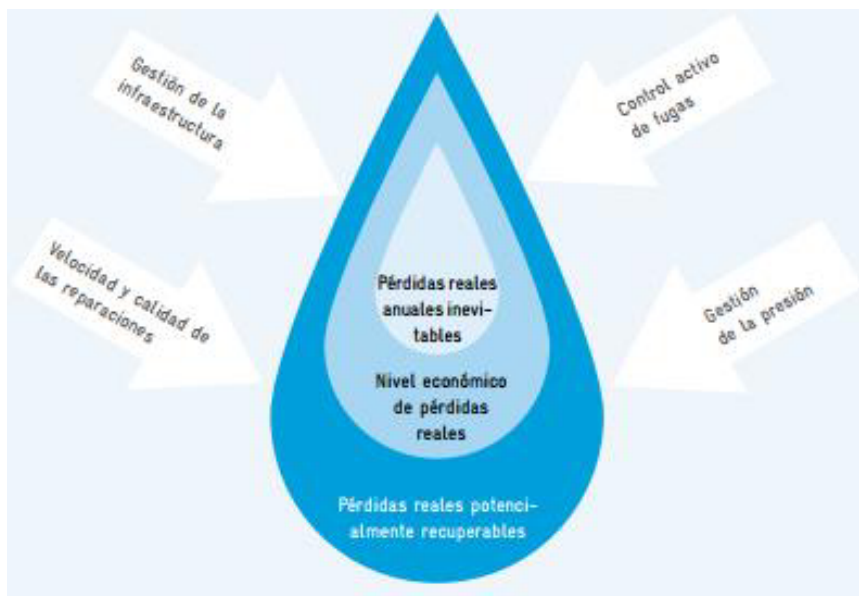 Gestión de la
infraestructura
Control activo
de fugas
Velocidad y calidad de
las reparaciones
Gestión
de la presión
Pérdidas reales
anuales inevi-
tables
Nivel económico
de pérdidas
reales
Pérdidas reales potenci-
almente recuperables